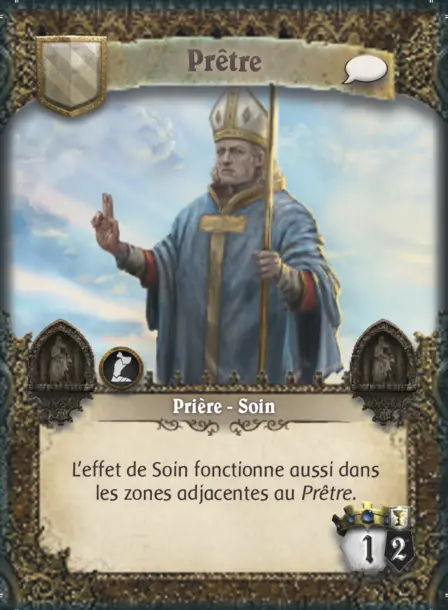 Prêtre
Prière - Soin
L'effet de Soin fonctionne aussi dans
les zones adjacentes au Prêtre.
1 2